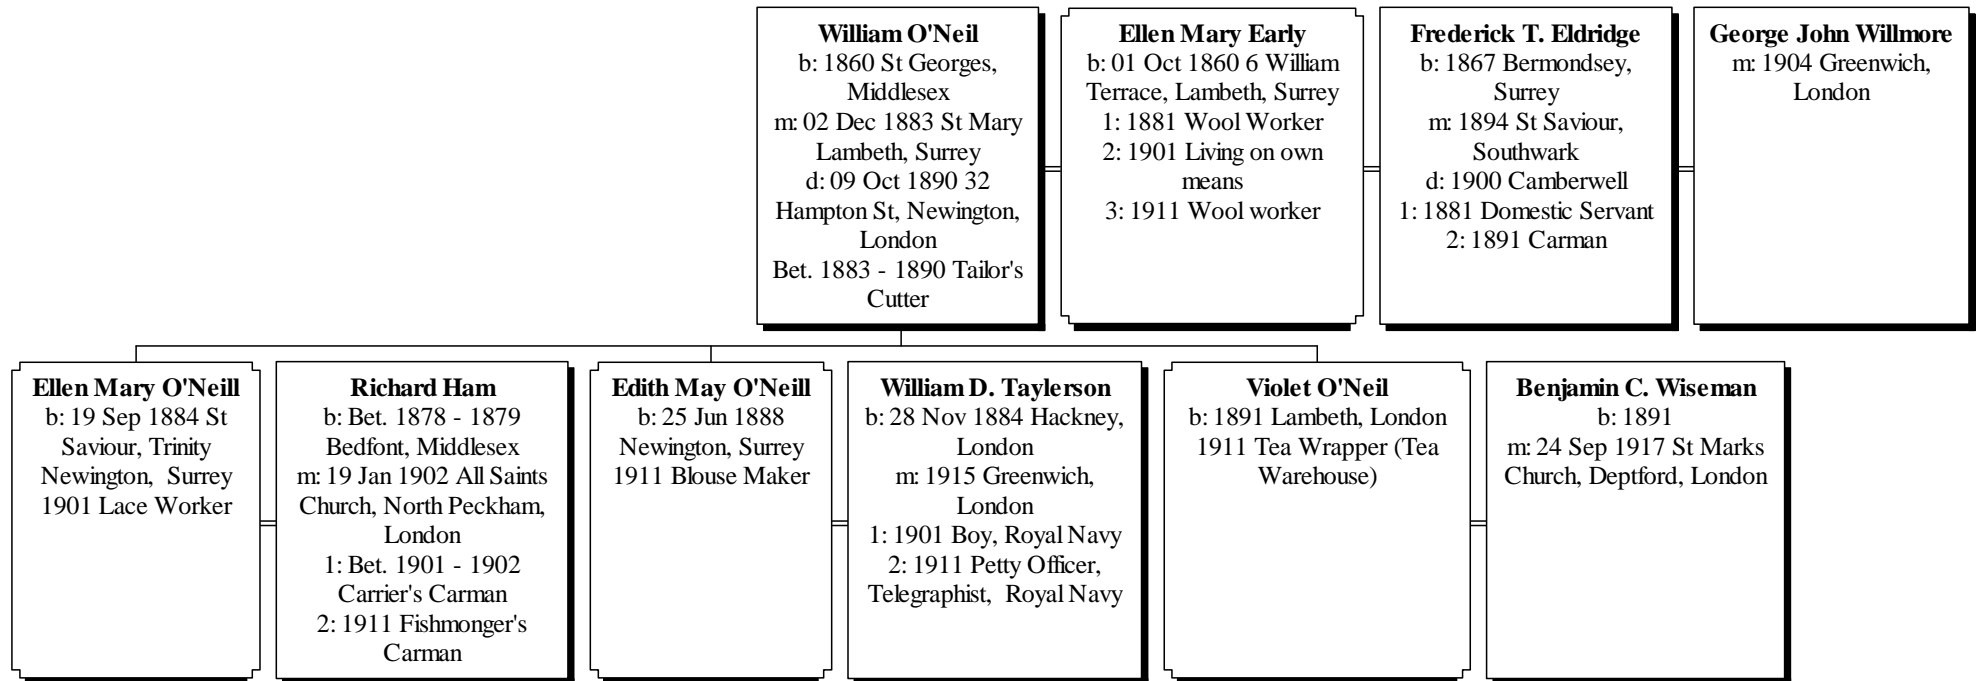 William O'Neil
b: 1860 St Georges,
Middlesex
m: 02 Dec 1883 St Mary
Lambeth, Surrey
d: 09 Oct 1890 32
Hampton St, Newington,
London
Bet. 1883 - 1890 Tailor's
Cutter
Ellen Mary Early
b: 01 Oct 1860 6 William
Terrace, Lambeth, Surrey
1: 1881 Wool Worker
2: 1901 Living on own
means
3: 1911 Wool worker
Frederick T. Eldridge
b: 1867 Bermondsey,
Surrey
m: 1894 St Saviour,
Southwark
d: 1900 Camberwell
1: 1881 Domestic Servant
2: 1891 Carman
George John Willmore
m: 1904 Greenwich,
London
Ellen Mary O'Neill
b: 19 Sep 1884 St
Saviour, Trinity
Newington, Surrey
1901 Lace Worker
Richard Ham
b: Bet. 1878 - 1879
Bedfont, Middlesex
m: 19 Jan 1902 All Saints
Church, North Peckham,
London
1: Bet. 1901 - 1902
Carrier's Carman
2: 1911 Fishmonger's
Carman
Edith May O'Neill
b: 25 Jun 1888
Newington, Surrey
1911 Blouse Maker
William D. Taylerson
b: 28 Nov 1884 Hackney,
London
m: 1915 Greenwich,
London
1: 1901 Boy, Royal Navy
2: 1911 Petty Officer,
Telegraphist, Royal Navy
Violet O'Neil
b: 1891 Lambeth, London
1911 Tea Wrapper (Tea
Warehouse)
Benjamin C. Wiseman
b: 1891
m: 24 Sep 1917 St Marks
Church, Deptford, London